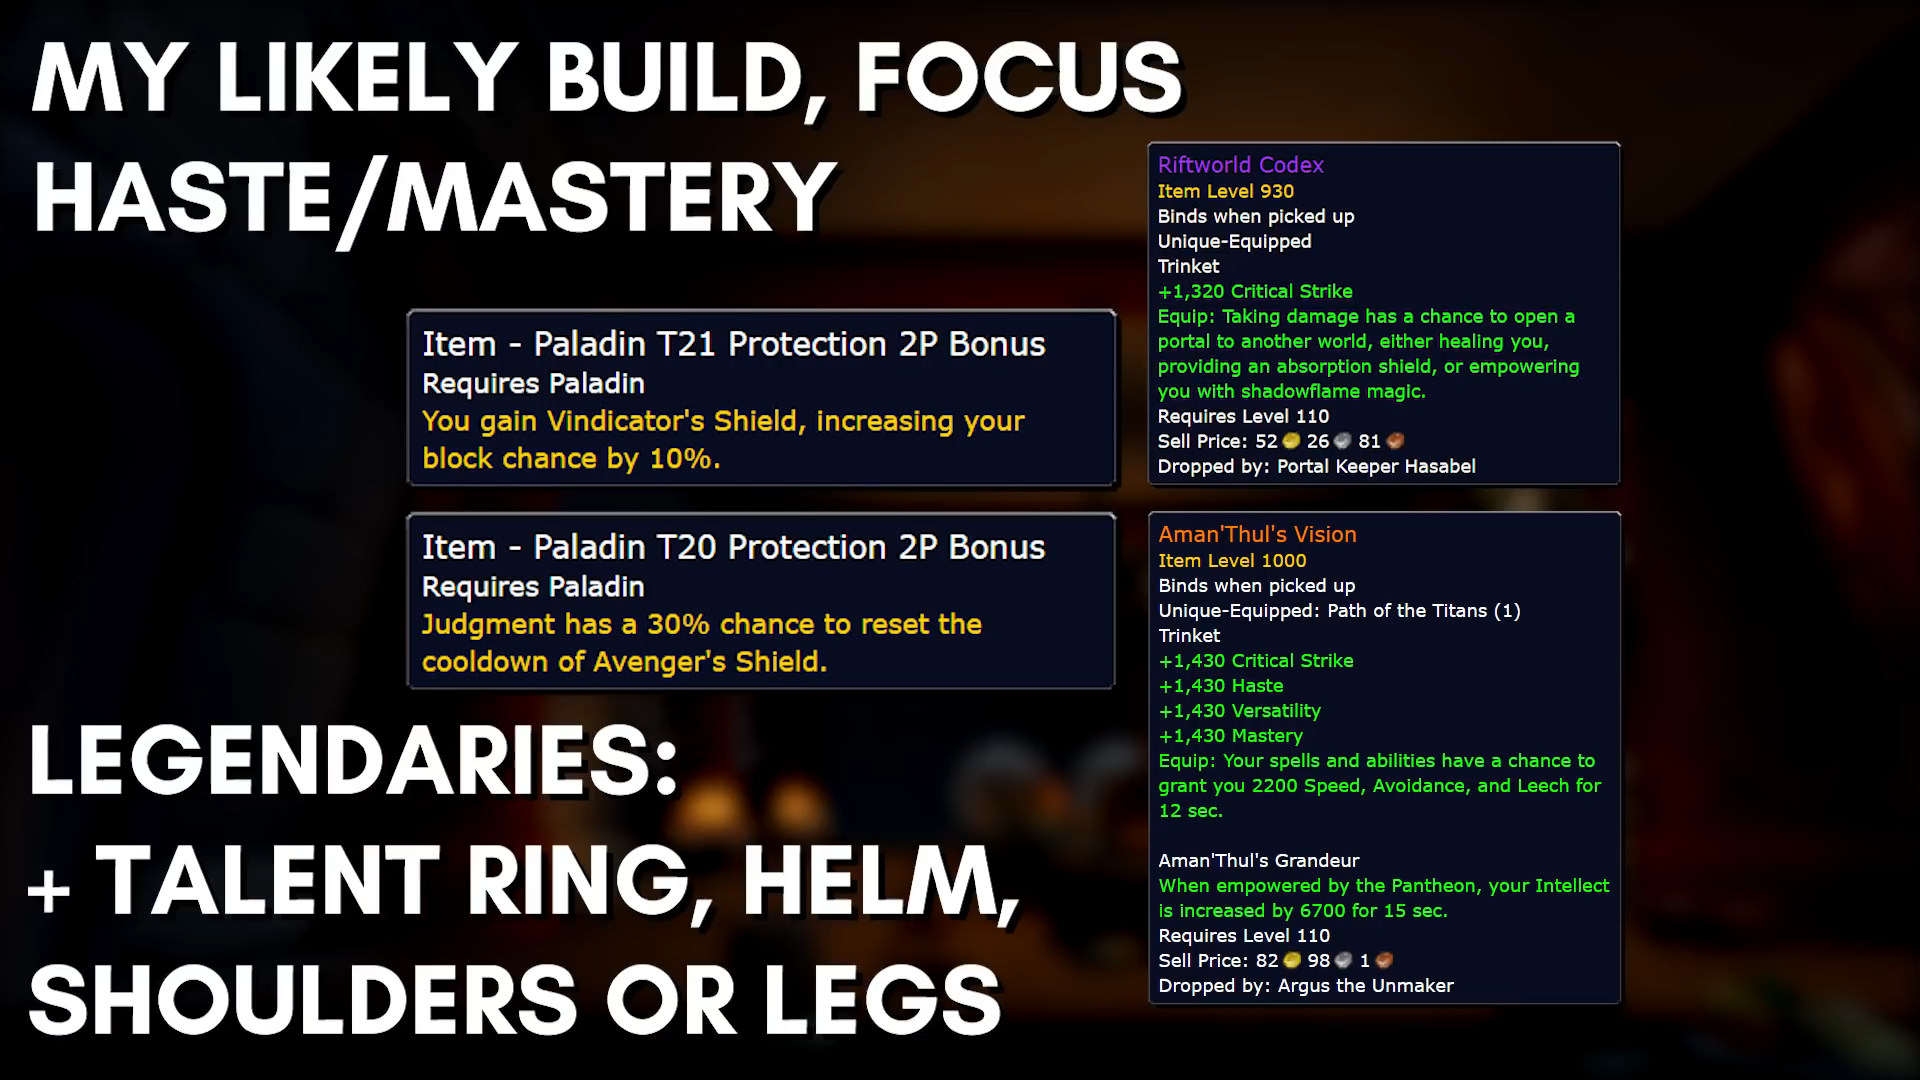 MY LIKELY BUILD, FOCUS
HASTE/MASTERY
Item - Paladin T21 Protection 2P Bonus
Requires Paladin
You gain Vindicator's Shield, increasing your
block chance by 10%.
Item - Paladin T20 Protection 2P Bonus
Requires Paladin
Judgment has a 30% chance to reset the
cooldown of Avenger's Shield.
LEGENDARIES:
+ TALENT RING, HELM,
SHOULDERS OR LEGS
Riftworld Codex
Item Level 930
Binds when picked up
Unique-Equipped
Trinket
+1,320 Critical Strike
Equip: Taking damage has a chance to open a
portal to another world, either healing you,
providing an absorption shield, or empowering
you with shadowflame magic.
Requires Level 110
Sell Price: 52 26 81
Dropped by: Portal Keeper Hasabel
Aman'Thul's Vision
Item Level 1000
Binds when picked up
Unique-Equipped: Path of the Titans (1)
Trinket
+1,430 Critical Strike
+1,430 Haste
+1,430 Versatility
+1,430 Mastery
Equip: Your spells and abilities have a chance to
grant you 2200 Speed, Avoidance, and Leech for
12 sec.
Aman'Thul's Grandeur
When empowered by the Pantheon, your Intellect
is increased by 6700 for 15 sec.
Requires Level 110
Sell Price: 82 98 1
Dropped by: Argus the Unmaker